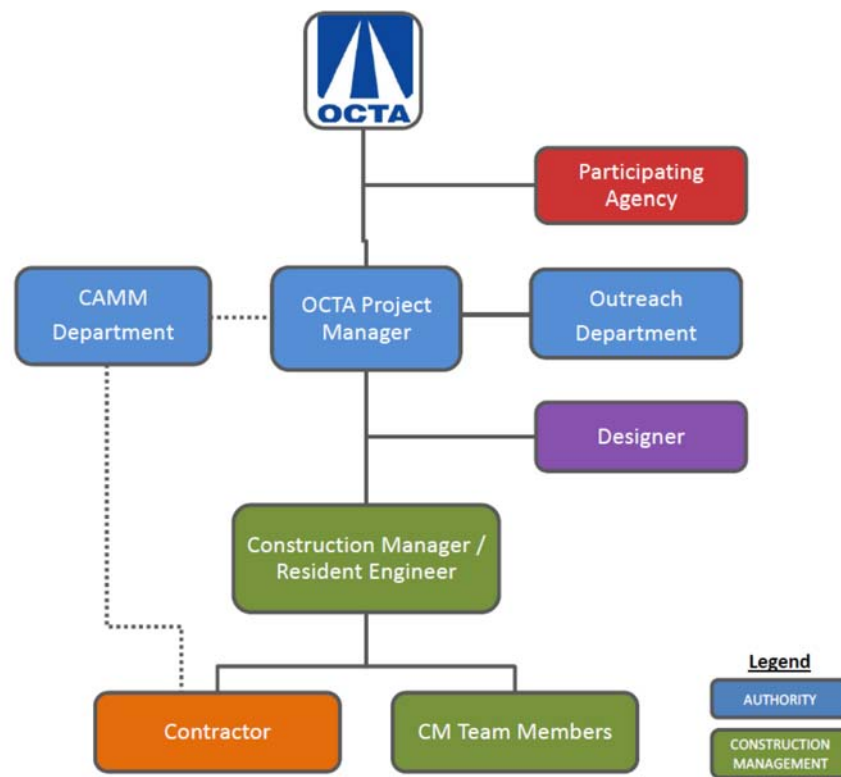 OCTA
Participating
Agency
CAMM
Department
OCTA Project
Manager
Outreach
Department
Designer
Construction Manager /
Resident Engineer
Contractor
CM Team Members
Legend
AUTHORITY
CONSTRUCTION
MANAGEMENT